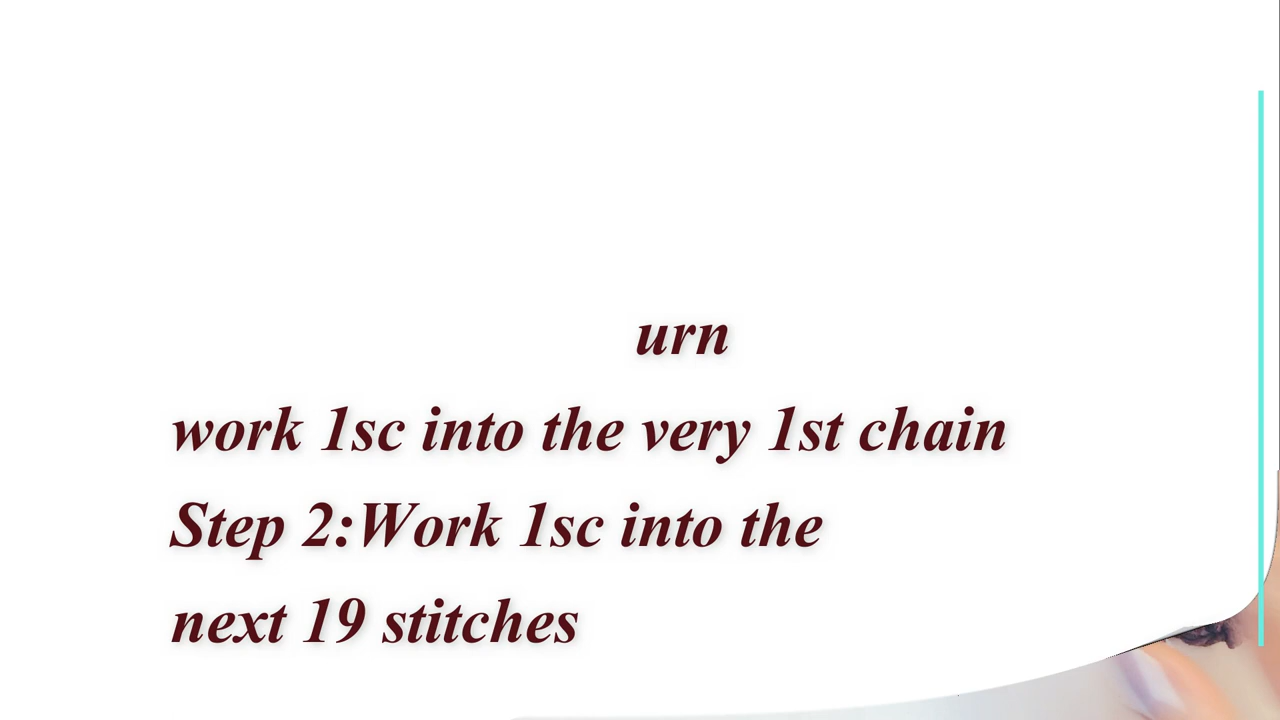 urn
work 1sc into the very 1st chain
Step 2:Work 1sc into the
next 19 stitches